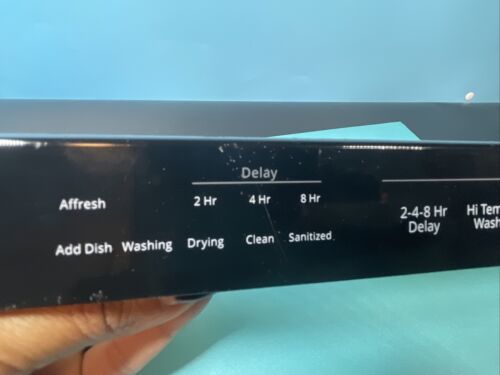 Delay
Affresh 2 Hr 4 Hr 8 Hr
Add Dish Washing Drying Clean Sanitized
2-4-8 Hr
Delay
Hi Tem
Wash